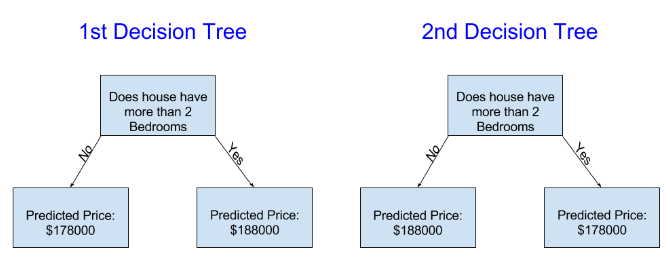 1st Decision Tree
Does house have
more than 2
Bedrooms
No
Yes
Predicted Price:
$178000
Predicted Price:
$188000
2nd Decision Tree
Does house have
more than 2
Bedrooms
No
Yes
Predicted Price:
$188000
Predicted Price:
$178000